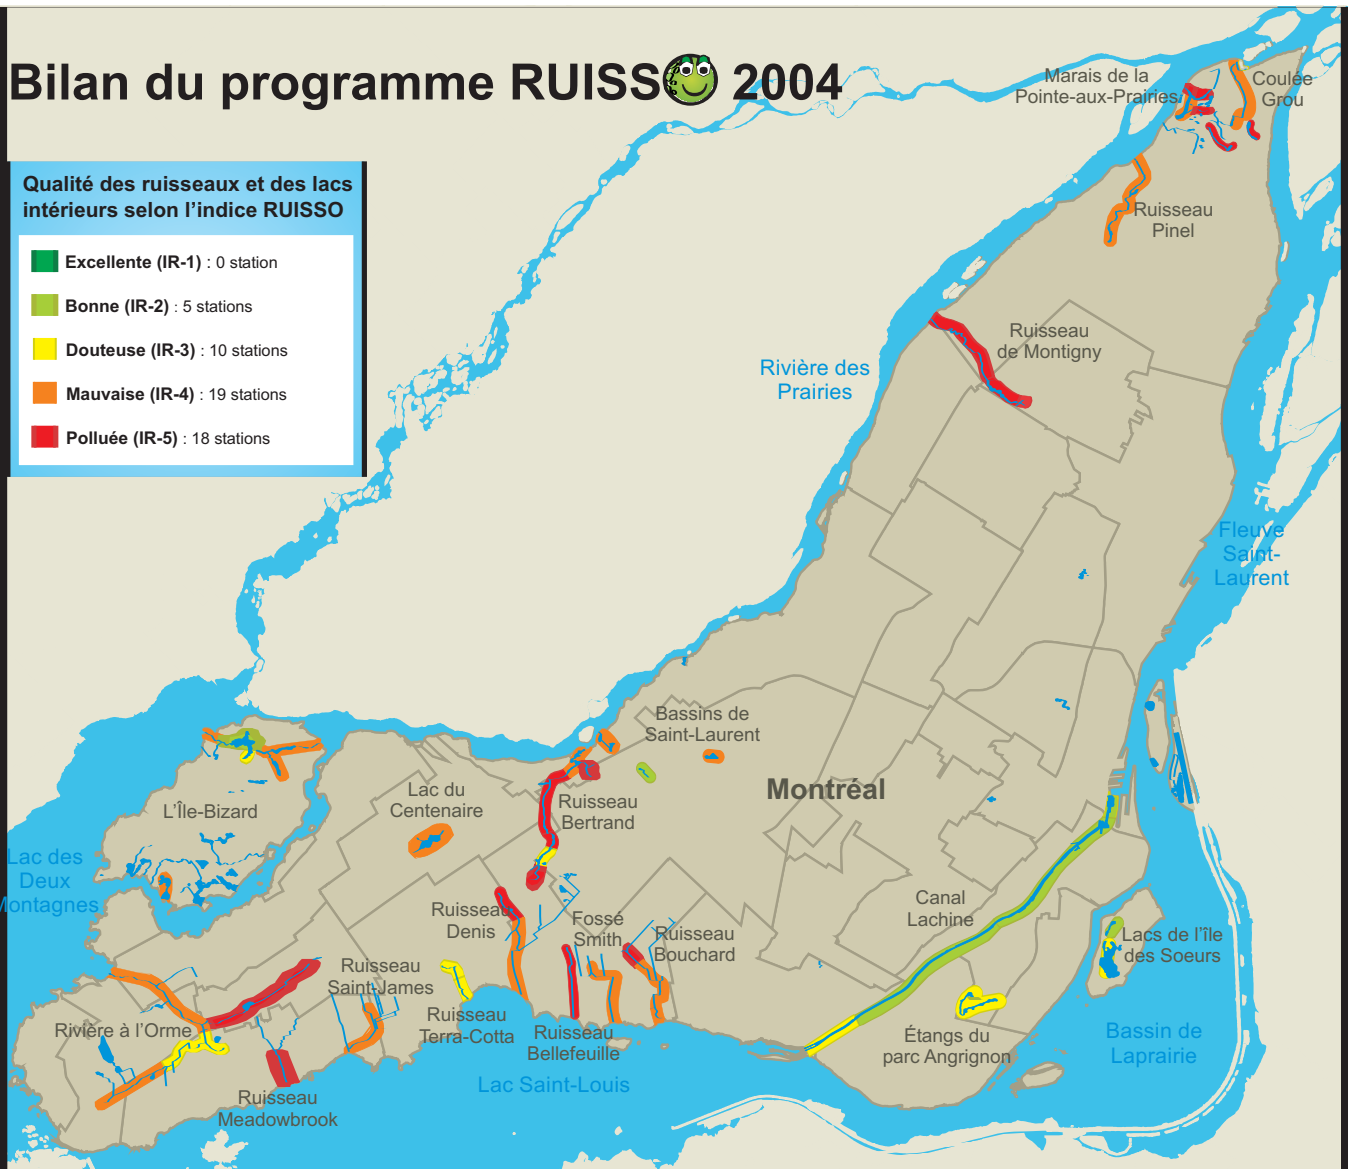 Bilan du programme RUISSO 2004
Qualité des ruisseaux et des lacs
intérieurs selon l'indice RUISSO
Excellente (IR-1) : 0 station
Bonne (IR-2) : 5 stations
Douteuse (IR-3) : 10 stations
Mauvaise (IR-4) : 19 stations
Polluée (IR-5) : 18 stations
Marais de la
Pointe-aux-Prairies
Coulée
Grou
Ruisseau
Pinel
Ruisseau
de Montigny
Rivière des
Prairies
Fleuve
Saint-
Laurent
Bassins de
Saint-Laurent
Montréal
L'Île-Bizard
Lac du
Centenaire
Ruisseau
Bertrand
Lac des
Deux
Montagnes
Ruisseau
Denis
Fossé
Smith
Ruisseau
Bouchard
Canal
Lachine
Lacs de l'île
des Soeurs
Ruisseau
Saint-James
Rivière à l'Orme
Ruisseau
Terra-Cotta
Ruisseau
Bellefeuille
Étangs du
parc Angrignon
Bassin de
Laprairie
Lac Saint-Louis
Ruisseau
Meadowbrook